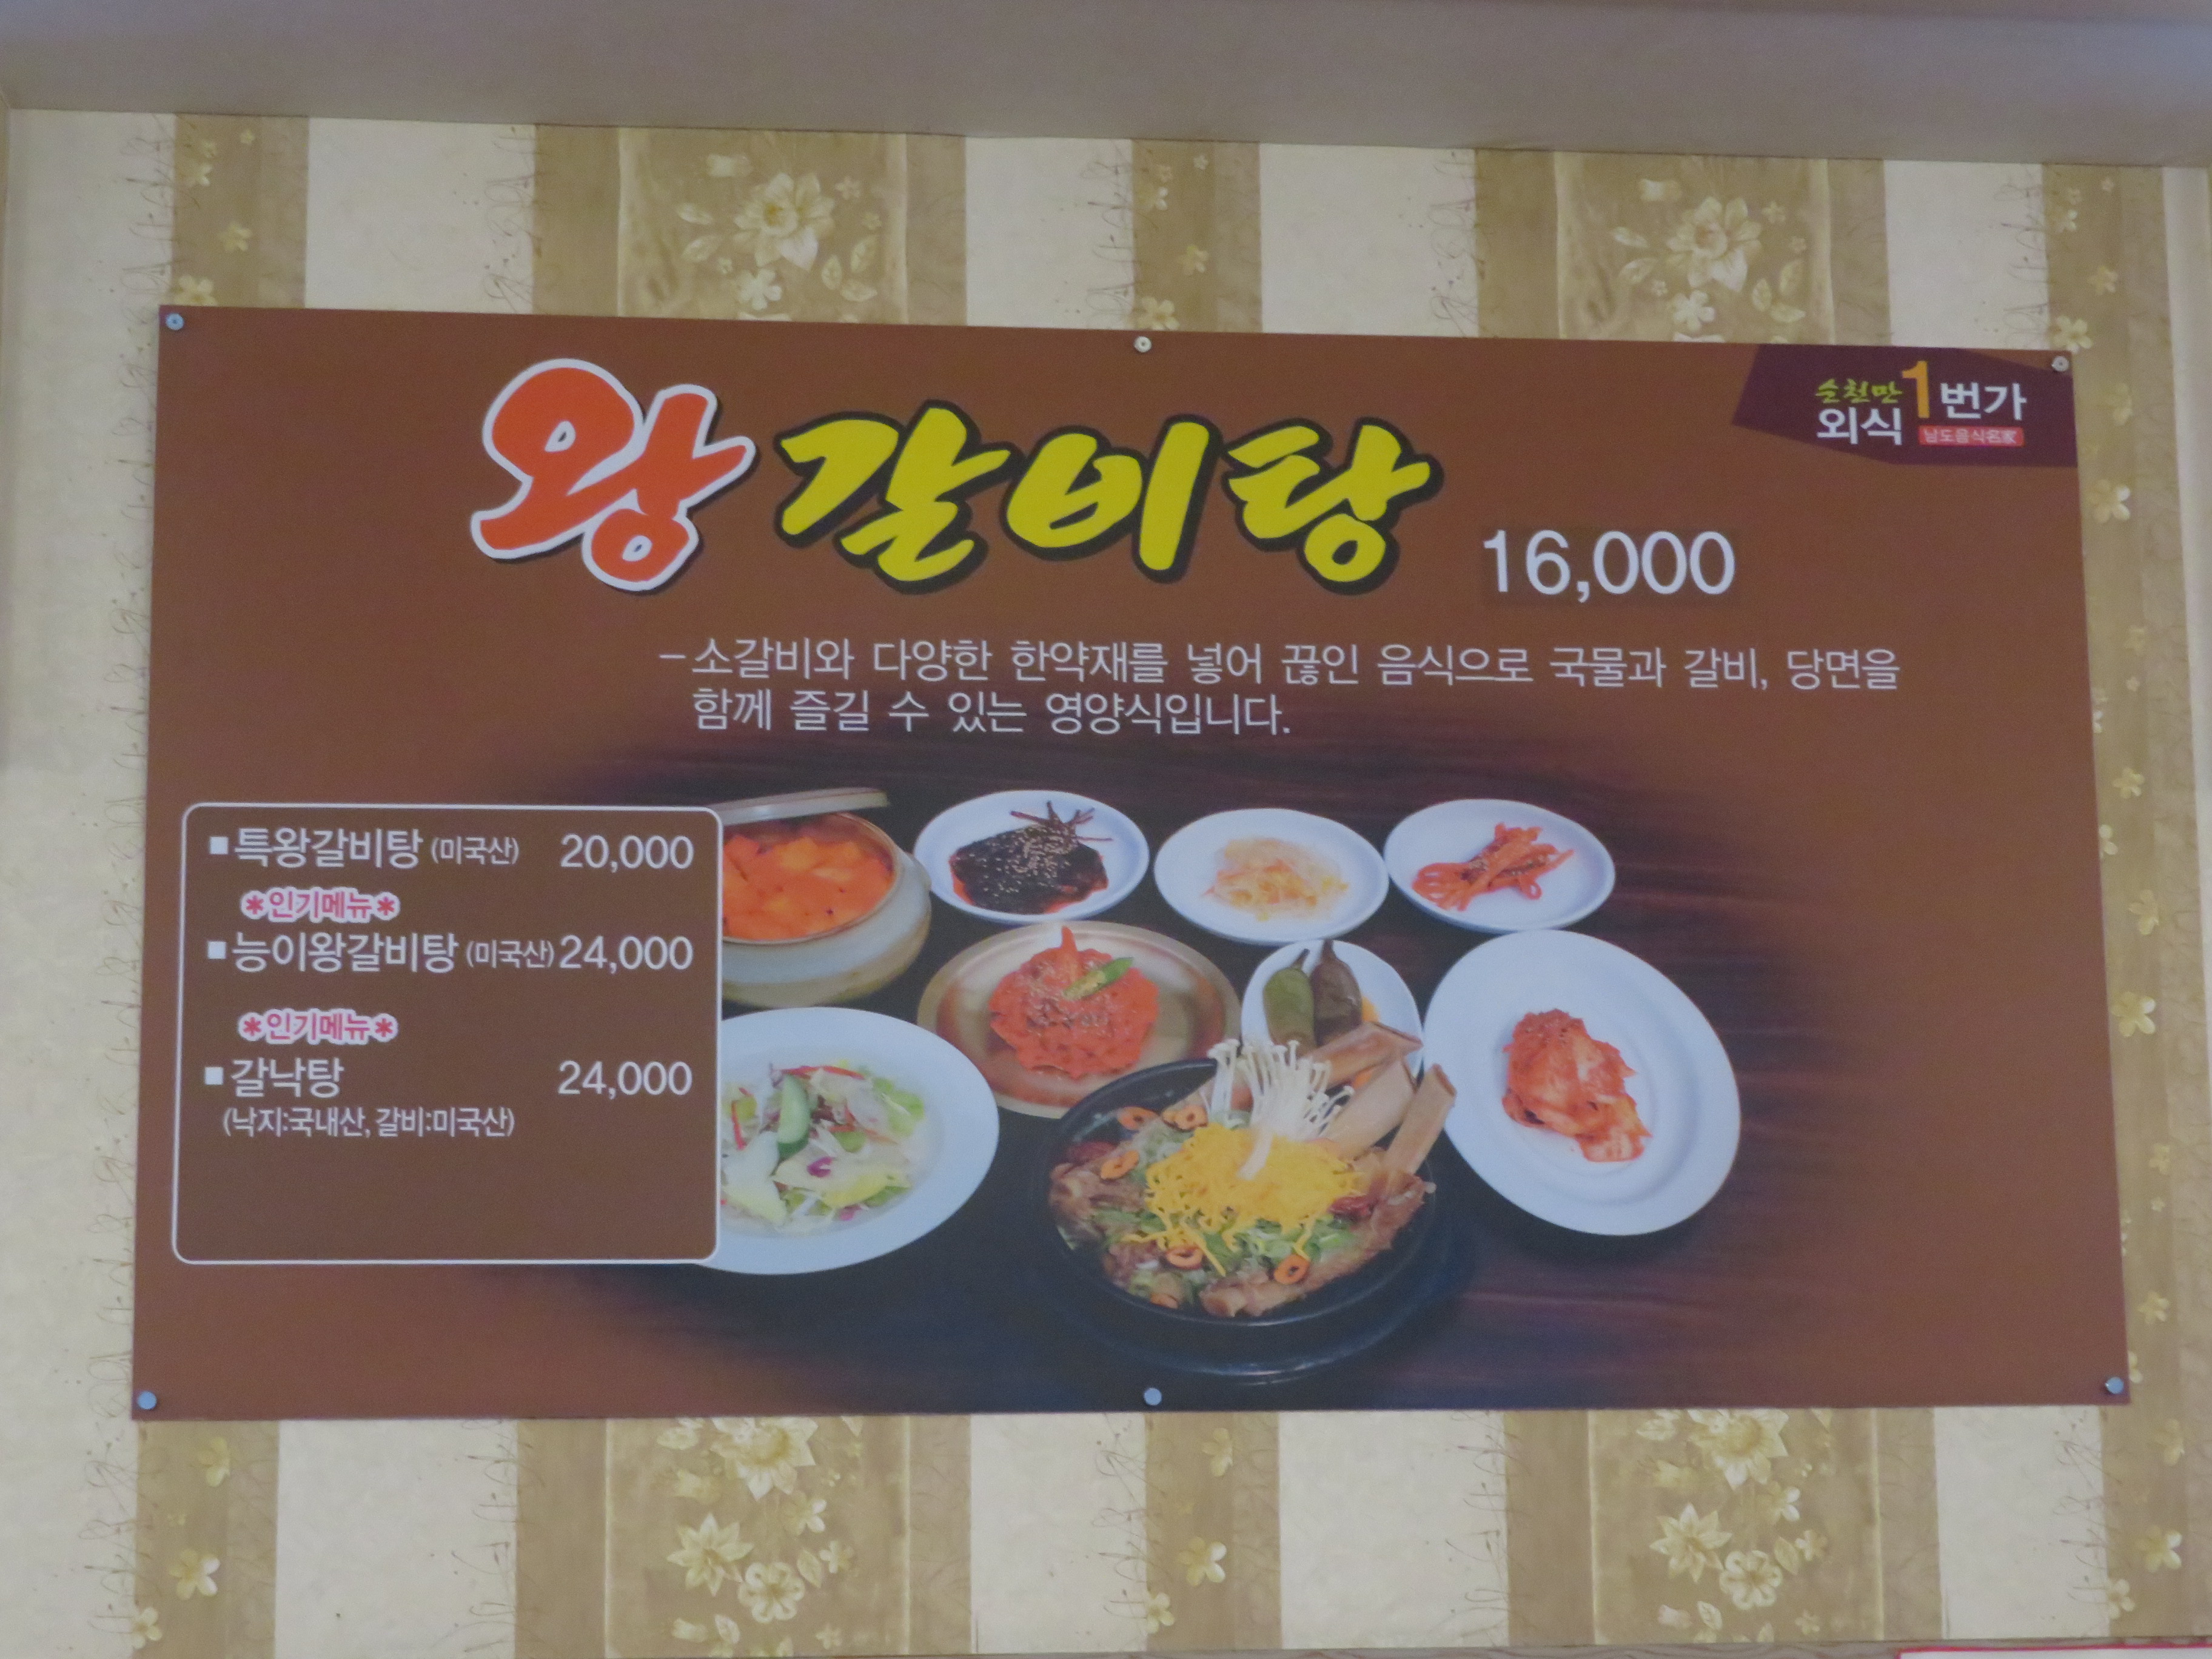 순천만
외식 1번가
남도음식名家
왕갈비탕 16,000
-소갈비와 다양한 한약재를 넣어 끓인 음식으로 국물과 갈비, 당면을
함께 즐길 수 있는 영양식입니다.
■ 특왕갈비탕 (미국산) 20,000
*인기메뉴*
■ 능이왕갈비탕 (미국산) 24,000
*인기메뉴*
■ 갈낙탕 24,000
(낙지:국내산, 갈비:미국산)